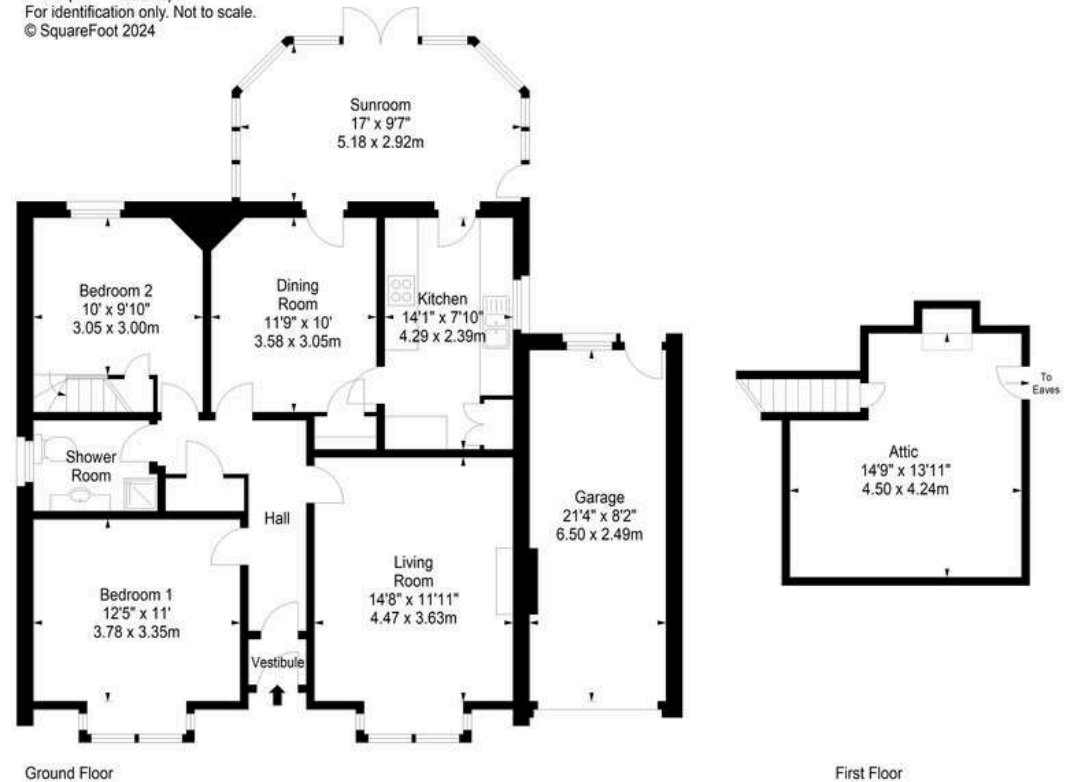 For identification only. Not to scale.
© SquareFoot 2024
Sunroom
17' x 9'7"
5.18 x 2.92m
Bedroom 2
10' x 9'10"
3.05 x 3.00m
Dining
Room
11'9" x 10'
3.58 x 3.05m
Kitchen
14'1" x 7'10"
4.29 x 2.39m
Shower
Room
Hall
Bedroom 1
12'5" x 11'
3.78 x 3.35m
Living
Room
14'8" x 11'11"
4.47 x 3.63m
Vestibule
Garage
21'4" x 8'2"
6.50 x 2.49m
To
Eaves
Attic
14'9" x 13'11"
4.50 x 4.24m
Ground Floor
First Floor